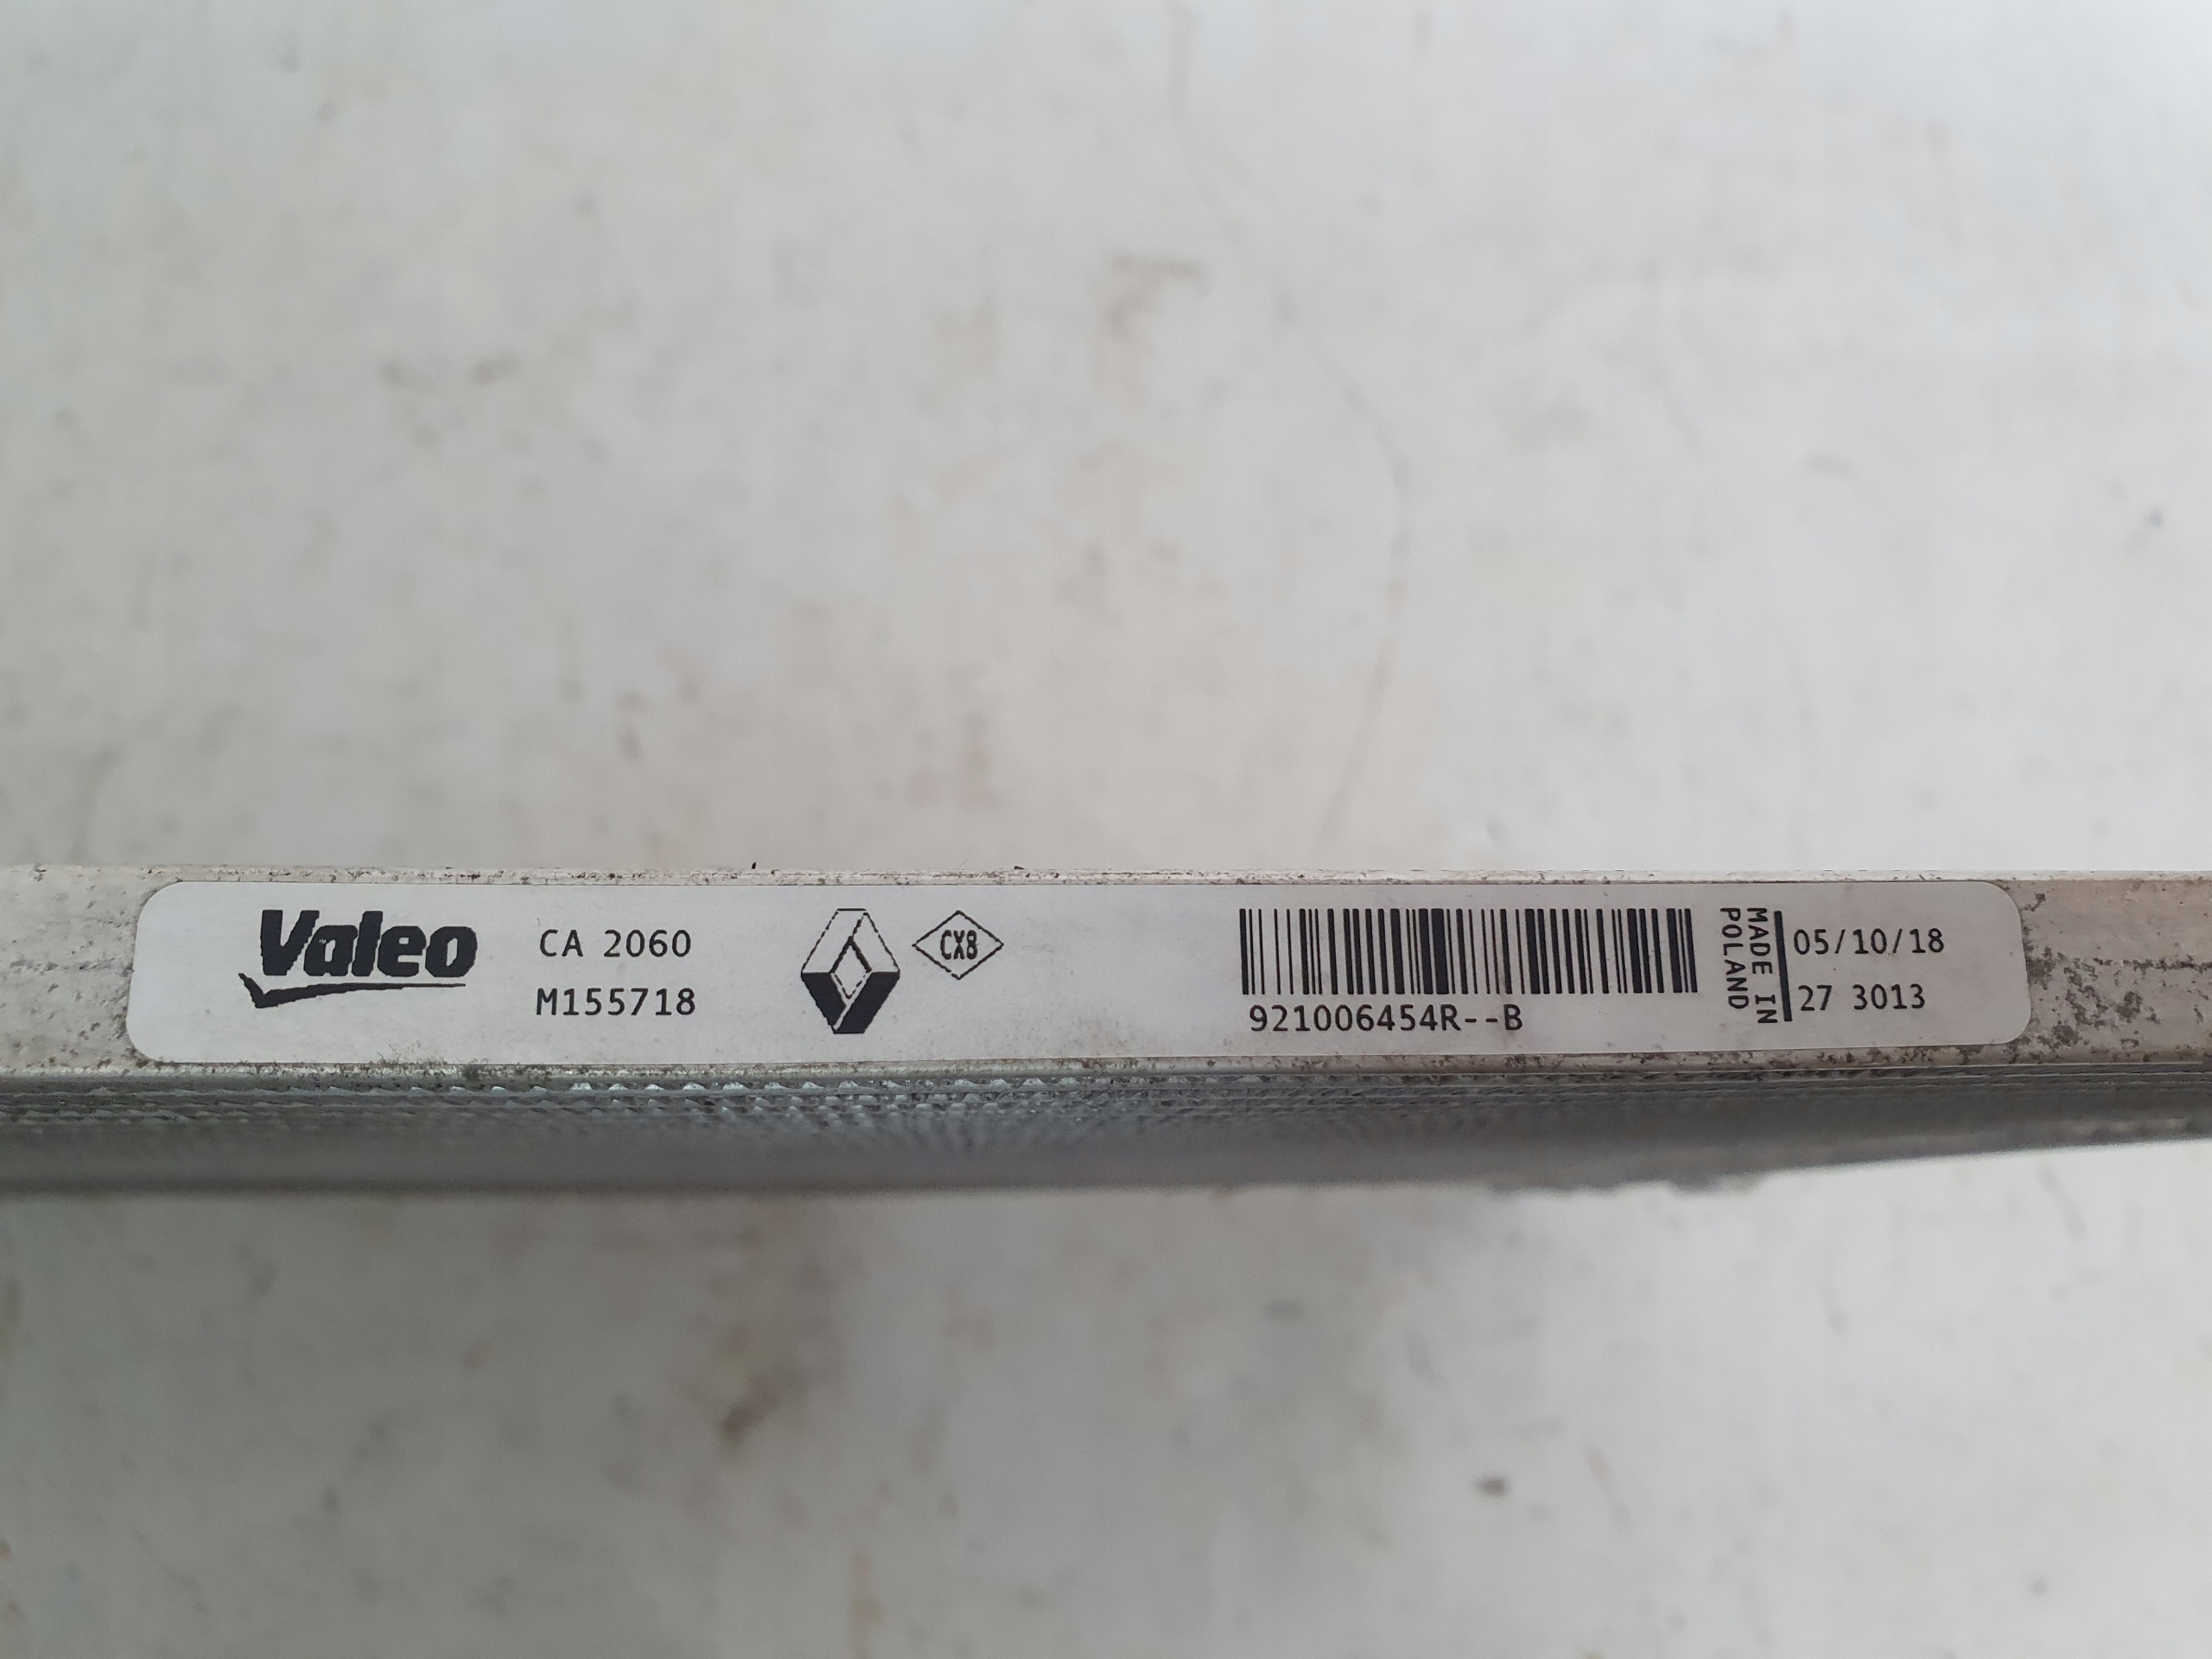 Valeo
CA 2060
M155718
CX8
921006454R--B
MADE IN
POLAND
05/10/18
27 3013